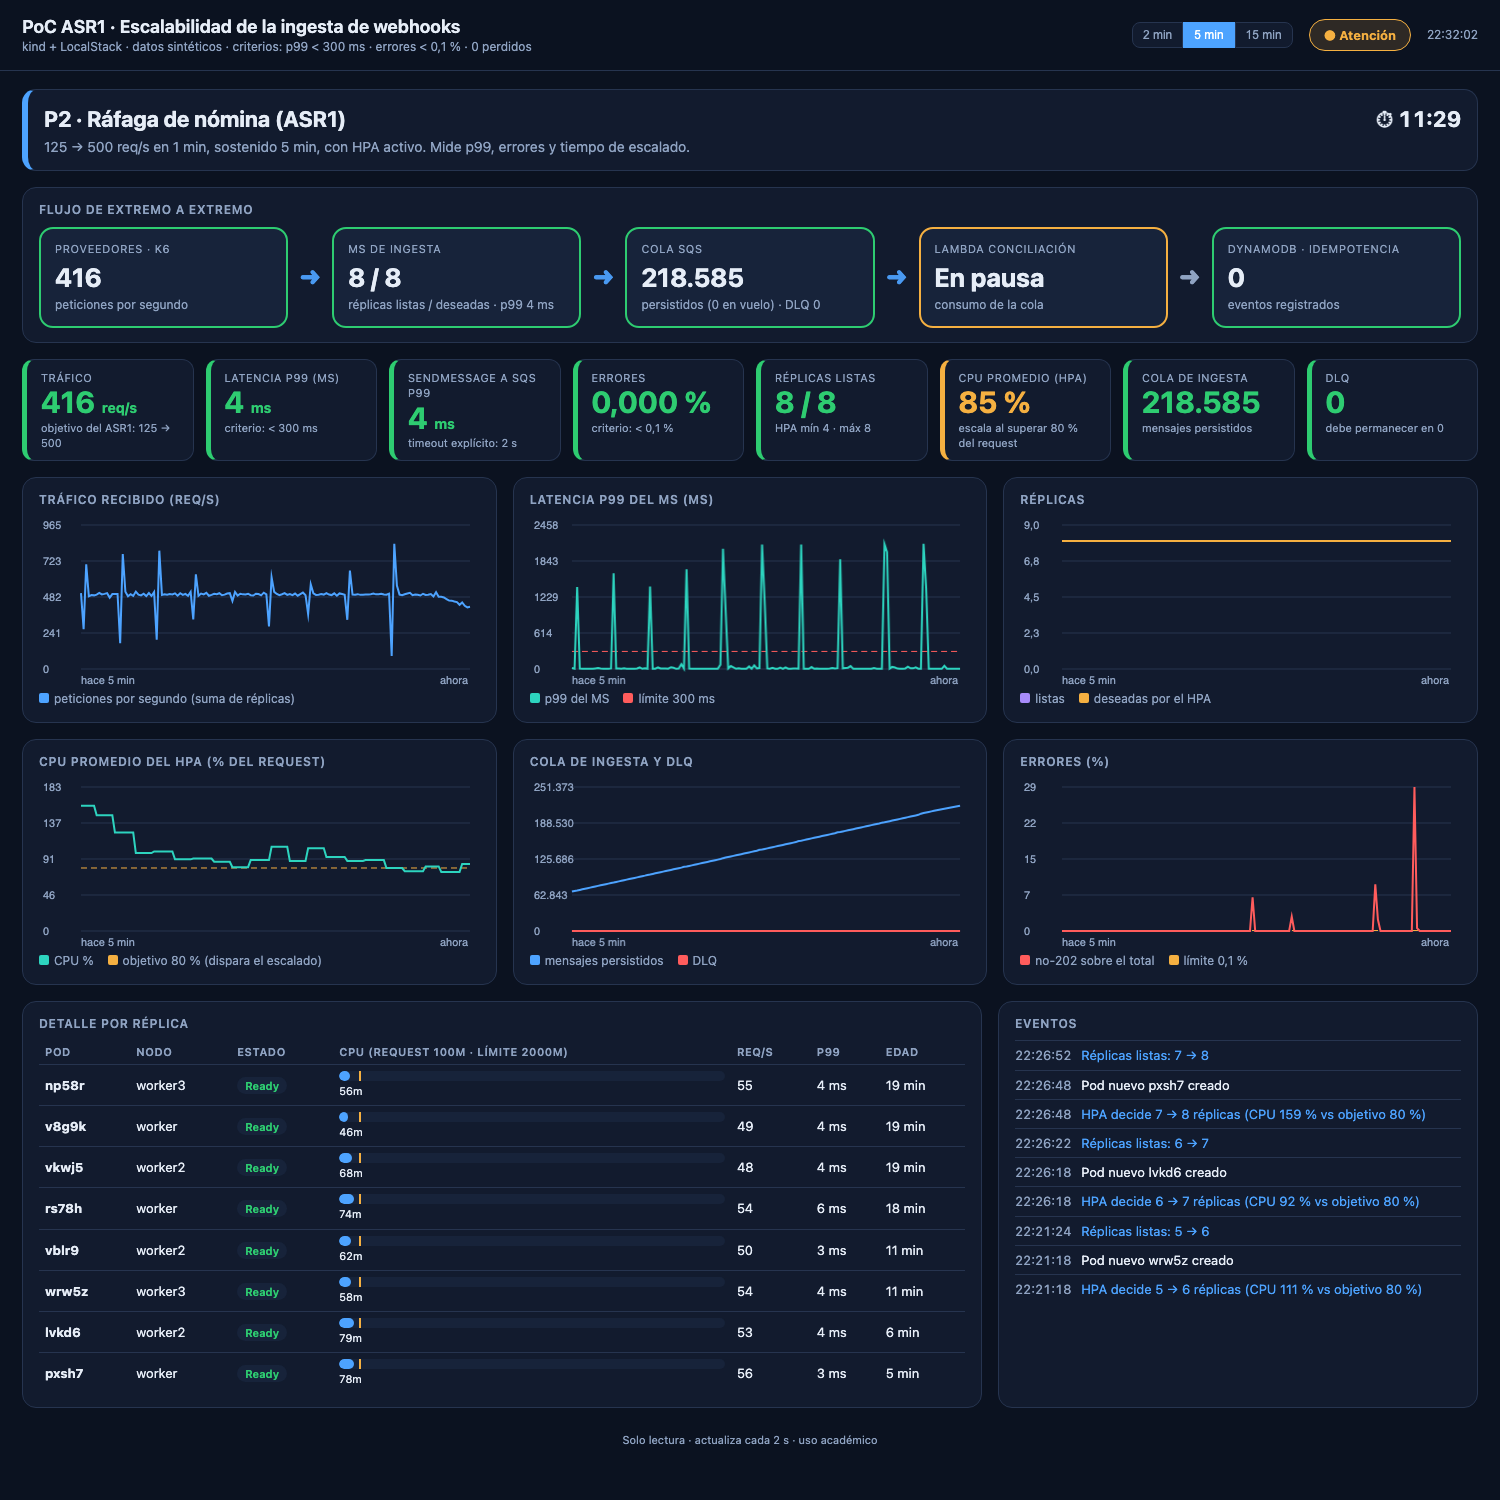 PoC ASR1 · Escalabilidad de la ingesta de webhooks
kind + LocalStack · datos sintéticos · criterios: p99 < 300 ms · errores < 0,1 % · 0 perdidos
2 min 5 min 15 min
Atención
22:32:02
P2 · Ráfaga de nómina (ASR1)
⏱ 11:29
125 → 500 req/s en 1 min, sostenido 5 min, con HPA activo. Mide p99, errores y tiempo de escalado.
FLUJO DE EXTREMO A EXTREMO
PROVEEDORES · K6
416
peticiones por segundo
➜
MS DE INGESTA
8 / 8
réplicas listas / deseadas · p99 4 ms
➜
COLA SQS
218.585
persistidos (0 en vuelo) · DLQ 0
➜
LAMBDA CONCILIACIÓN
En pausa
consumo de la cola
➜
DYNAMODB · IDEMPOTENCIA
0
eventos registrados
TRÁFICO
416 req/s
objetivo del ASR1: 125 →
500
LATENCIA P99 (MS)
4 ms
criterio: < 300 ms
SENDMESSAGE A SQS
P99
4 ms
timeout explícito: 2 s
ERRORES
0,000 %
criterio: < 0,1 %
RÉPLICAS LISTAS
8 / 8
HPA mín 4 · máx 8
CPU PROMEDIO (HPA)
85 %
escala al superar 80 %
del request
COLA DE INGESTA
218.585
mensajes persistidos
DLQ
0
debe permanecer en 0
TRÁFICO RECIBIDO (REQ/S)
965
723
482
241
0
hace 5 min ahora
peticiones por segundo (suma de réplicas)
LATENCIA P99 DEL MS (MS)
2458
1843
1229
614
0
hace 5 min ahora
p99 del MS límite 300 ms
RÉPLICAS
9,0
6,8
4,5
2,3
0,0
hace 5 min ahora
listas deseadas por el HPA
CPU PROMEDIO DEL HPA (% DEL REQUEST)
183
137
91
46
0
hace 5 min ahora
CPU % objetivo 80 % (dispara el escalado)
COLA DE INGESTA Y DLQ
251.373
188.530
125.686
62.843
0
hace 5 min ahora
mensajes persistidos DLQ
ERRORES (%)
29
22
15
7
0
hace 5 min ahora
no-202 sobre el total límite 0,1 %
DETALLE POR RÉPLICA
POD NODO ESTADO CPU (REQUEST 100M · LÍMITE 2000M) REQ/S P99 EDAD
np58r worker3 Ready 56m 55 4 ms 19 min
v8g9k worker Ready 46m 49 4 ms 19 min
vkwj5 worker2 Ready 68m 48 4 ms 19 min
rs78h worker Ready 74m 54 6 ms 18 min
vblr9 worker2 Ready 62m 50 3 ms 11 min
wrw5z worker3 Ready 58m 54 4 ms 11 min
lvkd6 worker2 Ready 79m 53 4 ms 6 min
pxsh7 worker Ready 78m 56 3 ms 5 min
EVENTOS
22:26:52 Réplicas listas: 7 → 8
22:26:48 Pod nuevo pxsh7 creado
22:26:48 HPA decide 7 → 8 réplicas (CPU 159 % vs objetivo 80 %)
22:26:22 Réplicas listas: 6 → 7
22:26:18 Pod nuevo lvkd6 creado
22:26:18 HPA decide 6 → 7 réplicas (CPU 92 % vs objetivo 80 %)
22:21:24 Réplicas listas: 5 → 6
22:21:18 Pod nuevo wrw5z creado
22:21:18 HPA decide 5 → 6 réplicas (CPU 111 % vs objetivo 80 %)
Solo lectura · actualiza cada 2 s · uso académico